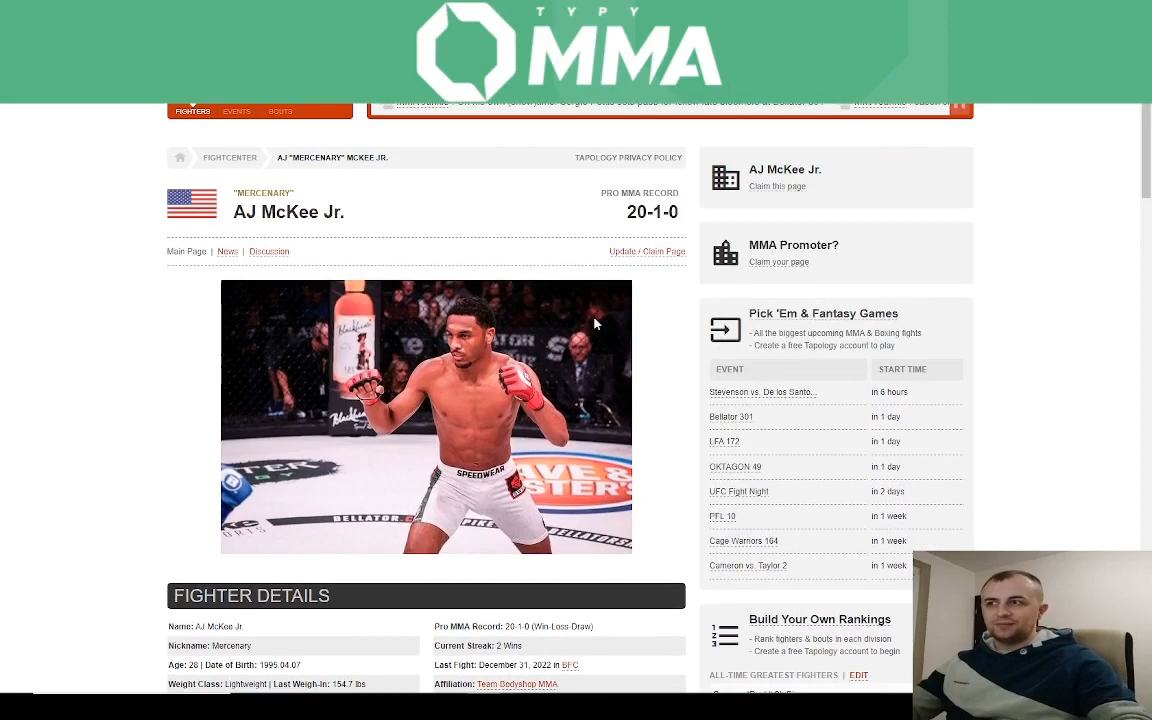 TYPY
MMA
FIGHTERS EVENTS BOUTS
FIGHTCENTER AJ "MERCENARY" MCKEE JR. TAPOLOGY PRIVACY POLICY
"MERCENARY" PRO MMA RECORD
AJ McKee Jr. 20-1-0
Main Page | News | Discussion Update / Claim Page
SPEEDWEAR
AVE &
STER'S
BELLATOR
FIGHTER DETAILS
Name: AJ McKee Jr. Pro MMA Record: 20-1-0 (Win-Loss-Draw)
Nickname: Mercenary Current Streak: 2 Wins
Age: 28 | Date of Birth: 1995.04.07 Last Fight: December 31, 2022 in BFC
Weight Class: Lightweight | Last Weigh-In: 154.7 lbs Affiliation: Team Bodyshop MMA
AJ McKee Jr.
Claim this page
MMA Promoter?
Claim your page
Pick 'Em & Fantasy Games
- All the biggest upcoming MMA & Boxing fights
- Create a free Tapology account to play
EVENT START TIME
Stevenson vs. De los Santo... in 6 hours
Bellator 301 in 1 day
LFA 172 in 1 day
OKTAGON 49 in 1 day
UFC Fight Night in 2 days
PFL 10 in 1 week
Cage Warriors 164 in 1 week
Cameron vs. Taylor 2 in 1 week
Build Your Own Rankings
- Rank fighters & bouts in each division
- Create a free Tapology account to begin
ALL-TIME GREATEST FIGHTERS | EDIT